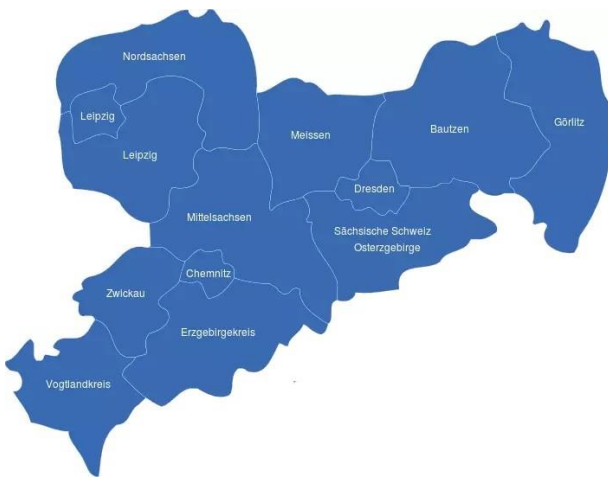 Nordsachsen
Leipzig
Leipzig
Meissen
Bautzen
Görlitz
Dresden
Mittelsachsen
Sächsische Schweiz
Osterzgebirge
Chemnitz
Zwickau
Erzgebirgekreis
Vogtlandkreis